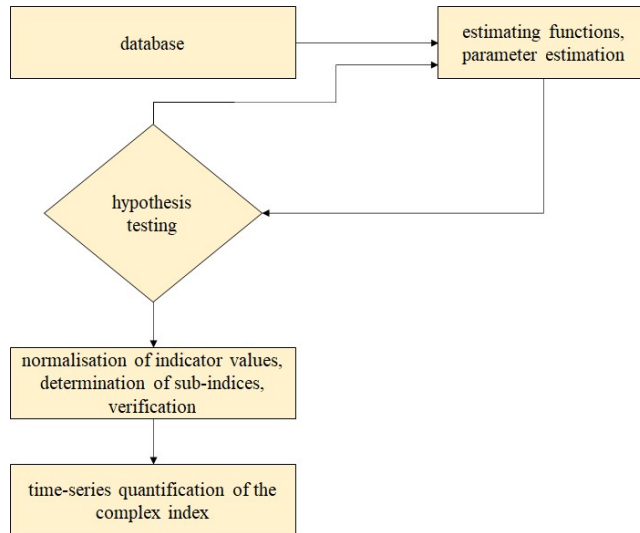 database
estimating functions,
parameter estimation
hypothesis
testing
normalisation of indicator values,
determination of sub-indices,
verification
time-series quantification of the
complex index